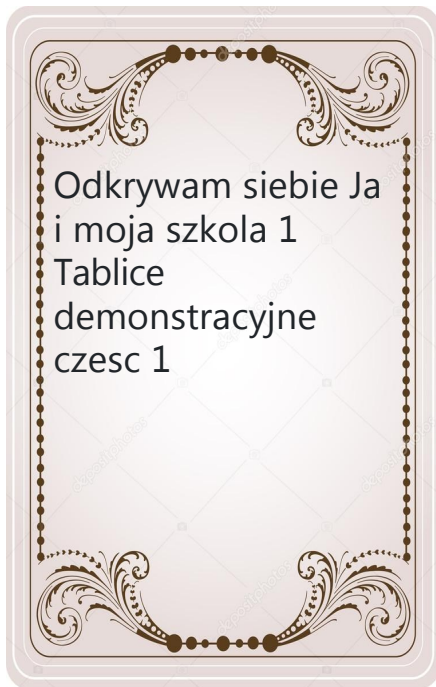 Odkrywam siebie Ja
i moja szkola 1
Tablice
demonstracyjne
czesc 1